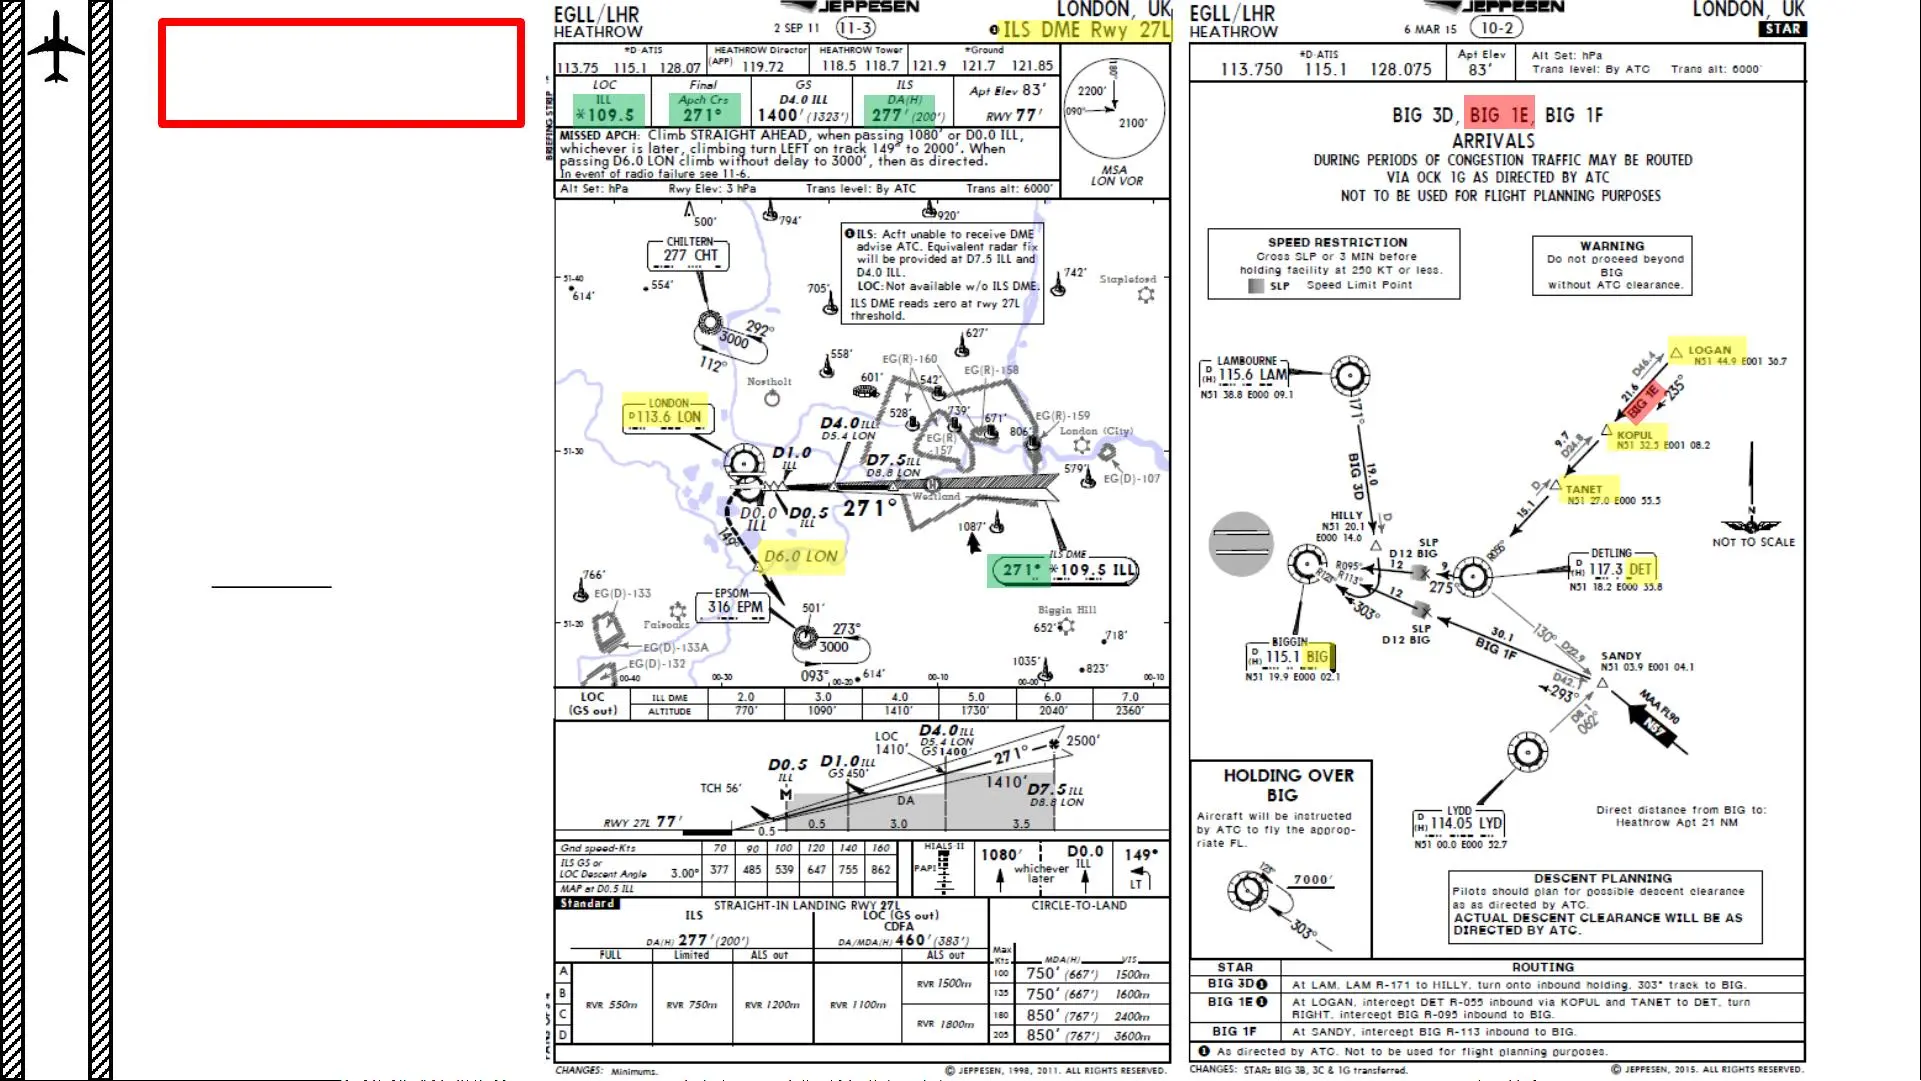 EGLL/LHR
HEATHROW
JEPPESEN
2 SEP 11
11-3
LONDON, UK
ILS DME Rwy 27L
*D-ATIS
113.75 115.1 128.07
HEATHROW Director
(APP) 119.72
HEATHROW Tower
118.5 118.7
*Ground
121.9 121.7 121.85
LOC
ILL
*109.5
Final
Apch Crs
271°
GS
D4.0 ILL
1400' (1323')
ILS
DA(H)
277' (200')
Apt Elev 83'
RWY 77'
MISSED APCH: Climb STRAIGHT AHEAD, when passing 1080' or D0.0 ILL,
whichever is later, climbing turn LEFT on track 149° to 2000'. When
passing D6.0 LON climb without delay to 3000', then as directed.
In event of radio failure see 11-6.
Alt Set: hPa Rwy Elev: 3 hPa Trans level: By ATC Trans alt: 6000'
180°
2200'
090°
2100'
MSA
LON VOR
500'
794'
920'
CHILTERN
277 CHT
ILS: Acft unable to receive DME
advise ATC. Equivalent radar fix
will be provided at D7.5 ILL and
D4.0 ILL.
LOC: Not available w/o ILS DME.
ILS DME reads zero at rwy 27L
threshold.
51-40
614'
554'
705'
742'
Stapleford
292°
3000
112°
558'
627'
EG(R)-160
EG(R)-158
Northolt
601'
542'
LONDON
D 113.6 LON
528'
739'
671'
806'
EG(R)-159
London (City)
D4.0 ILL
D5.4 LON
EG(R)
-157
51-30
D1.0
ILL
D7.5 ILL
D8.8 LON
579'
EG(D)-107
Westland
D0.0
ILL
D0.5
ILL
271°
149°
1087'
D6.0 LON
ILS DME
271° *109.5 ILL
766'
EG(D)-133
EPSOM
316 EPM
501'
273°
3000
093°
Biggin Hill
652'
718'
51-20
Fairoaks
EG(D)-133A
EG(D)-132
1035'
823'
614'
00-40
00-30
00-20
00-10
00-00
00-10
LOC
(GS out)
ILL DME 2.0 3.0 4.0 5.0 6.0 7.0
ALTITUDE 770' 1090' 1410' 1730' 2040' 2360'
D4.0 ILL
D5.4 LON
GS 1400'
LOC
1410'
2500'
271°
D1.0 ILL
GS 450'
D0.5
ILL
M
TCH 56'
1410'
D7.5 ILL
D8.8 LON
DA
RWY 27L 77'
0.5
0.5
3.0
3.5
Gnd speed-Kts 70 90 100 120 140 160
ILS GS or
LOC Descent Angle 3.00° 377 485 539 647 755 862
MAP at D0.5 ILL
HIALS-II
PAPI
1080'
whichever
later
D0.0
ILL
149°
LT
Standard
STRAIGHT-IN LANDING RWY 27L
CIRCLE-TO-LAND
ILS
DA(H) 277' (200')
LOC (GS out)
CDFA
DA/MDA(H) 460' (383')
FULL Limited ALS out ALS out
Max
Kts MDA(H) VIS
A
B
C
D
RVR 550m RVR 750m RVR 1200m RVR 1100m
RVR 1500m
RVR 1800m
100 750' (667') 1500m
135 750' (667') 1600m
180 850' (767') 2400m
205 850' (767') 3600m
CHANGES: Minimums.
© JEPPESEN, 1998, 2011. ALL RIGHTS RESERVED.
EGLL/LHR
HEATHROW
JEPPESEN
6 MAR 15
10-2
LONDON, UK
STAR
*D-ATIS
113.750 115.1 128.075
Apt Elev
83'
Alt Set: hPa
Trans level: By ATC Trans alt: 6000'
BIG 3D, BIG 1E, BIG 1F
ARRIVALS
DURING PERIODS OF CONGESTION TRAFFIC MAY BE ROUTED
VIA OCK 1G AS DIRECTED BY ATC
NOT TO BE USED FOR FLIGHT PLANNING PURPOSES
SPEED RESTRICTION
Cross SLP or 3 MIN before
holding facility at 250 KT or less.
SLP Speed Limit Point
WARNING
Do not proceed beyond
BIG
without ATC clearance.
LAMBOURNE
D
(H) 115.6 LAM
N51 38.8 E000 09.1
LOGAN
N51 44.9 E001 36.7
D46.4
21.6
BIG 1E
235°
KOPUL
N51 32.5 E001 08.2
9.7
D24.8
TANET
N51 27.0 E000 55.5
15.1
D
R055°
171°
19.0
BIG 3D
HILLY
N51 20.1
E000 14.6
D
SLP
D12 BIG
12
9
275°
R095°
R113°
R123°
303°
12
SLP
D12 BIG
DETLING
D
(H) 117.3 DET
N51 18.2 E000 35.8
N
NOT TO SCALE
BIGGIN
D
(H) 115.1 BIG
N51 19.9 E000 02.1
30.1
BIG 1F
130°
D22.9
SANDY
N51 03.9 E001 04.1
D42.1
293°
D8.1
062°
MAA FL90
N57
LYDD
D
(H) 114.05 LYD
N51 00.0 E000 52.7
Direct distance from BIG to:
Heathrow Apt 21 NM
HOLDING OVER
BIG
Aircraft will be instructed
by ATC to fly the approp-
riate FL.
125°
7000'
303°
DESCENT PLANNING
Pilots should plan for possible descent clearance
as as directed by ATC.
ACTUAL DESCENT CLEARANCE WILL BE AS
DIRECTED BY ATC.
STAR ROUTING
BIG 3D At LAM, LAM R-171 to HILLY, turn onto inbound holding, 303° track to BIG.
BIG 1E At LOGAN, intercept DET R-055 inbound via KOPUL and TANET to DET, turn
RIGHT, intercept BIG R-095 inbound to BIG.
BIG 1F At SANDY, intercept BIG R-113 inbound to BIG.
As directed by ATC. Not to be used for flight planning purposes.
CHANGES: STARs BIG 3B, 3C & 1G transferred.
© JEPPESEN, 2015. ALL RIGHTS RESERVED.